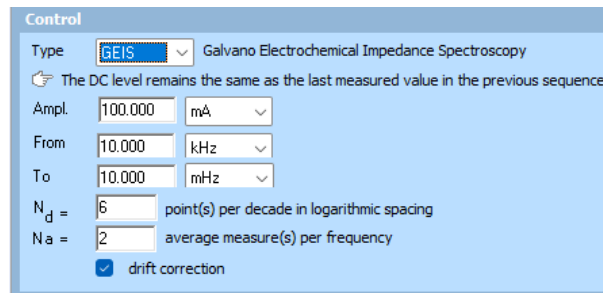 Control
Type GEIS Galvano Electrochemical Impedance Spectroscopy
The DC level remains the same as the last measured value in the previous sequence
Ampl. 100.000 mA
From 10.000 kHz
To 10.000 mHz
Nd = 6 point(s) per decade in logarithmic spacing
Na = 2 average measure(s) per frequency
drift correction